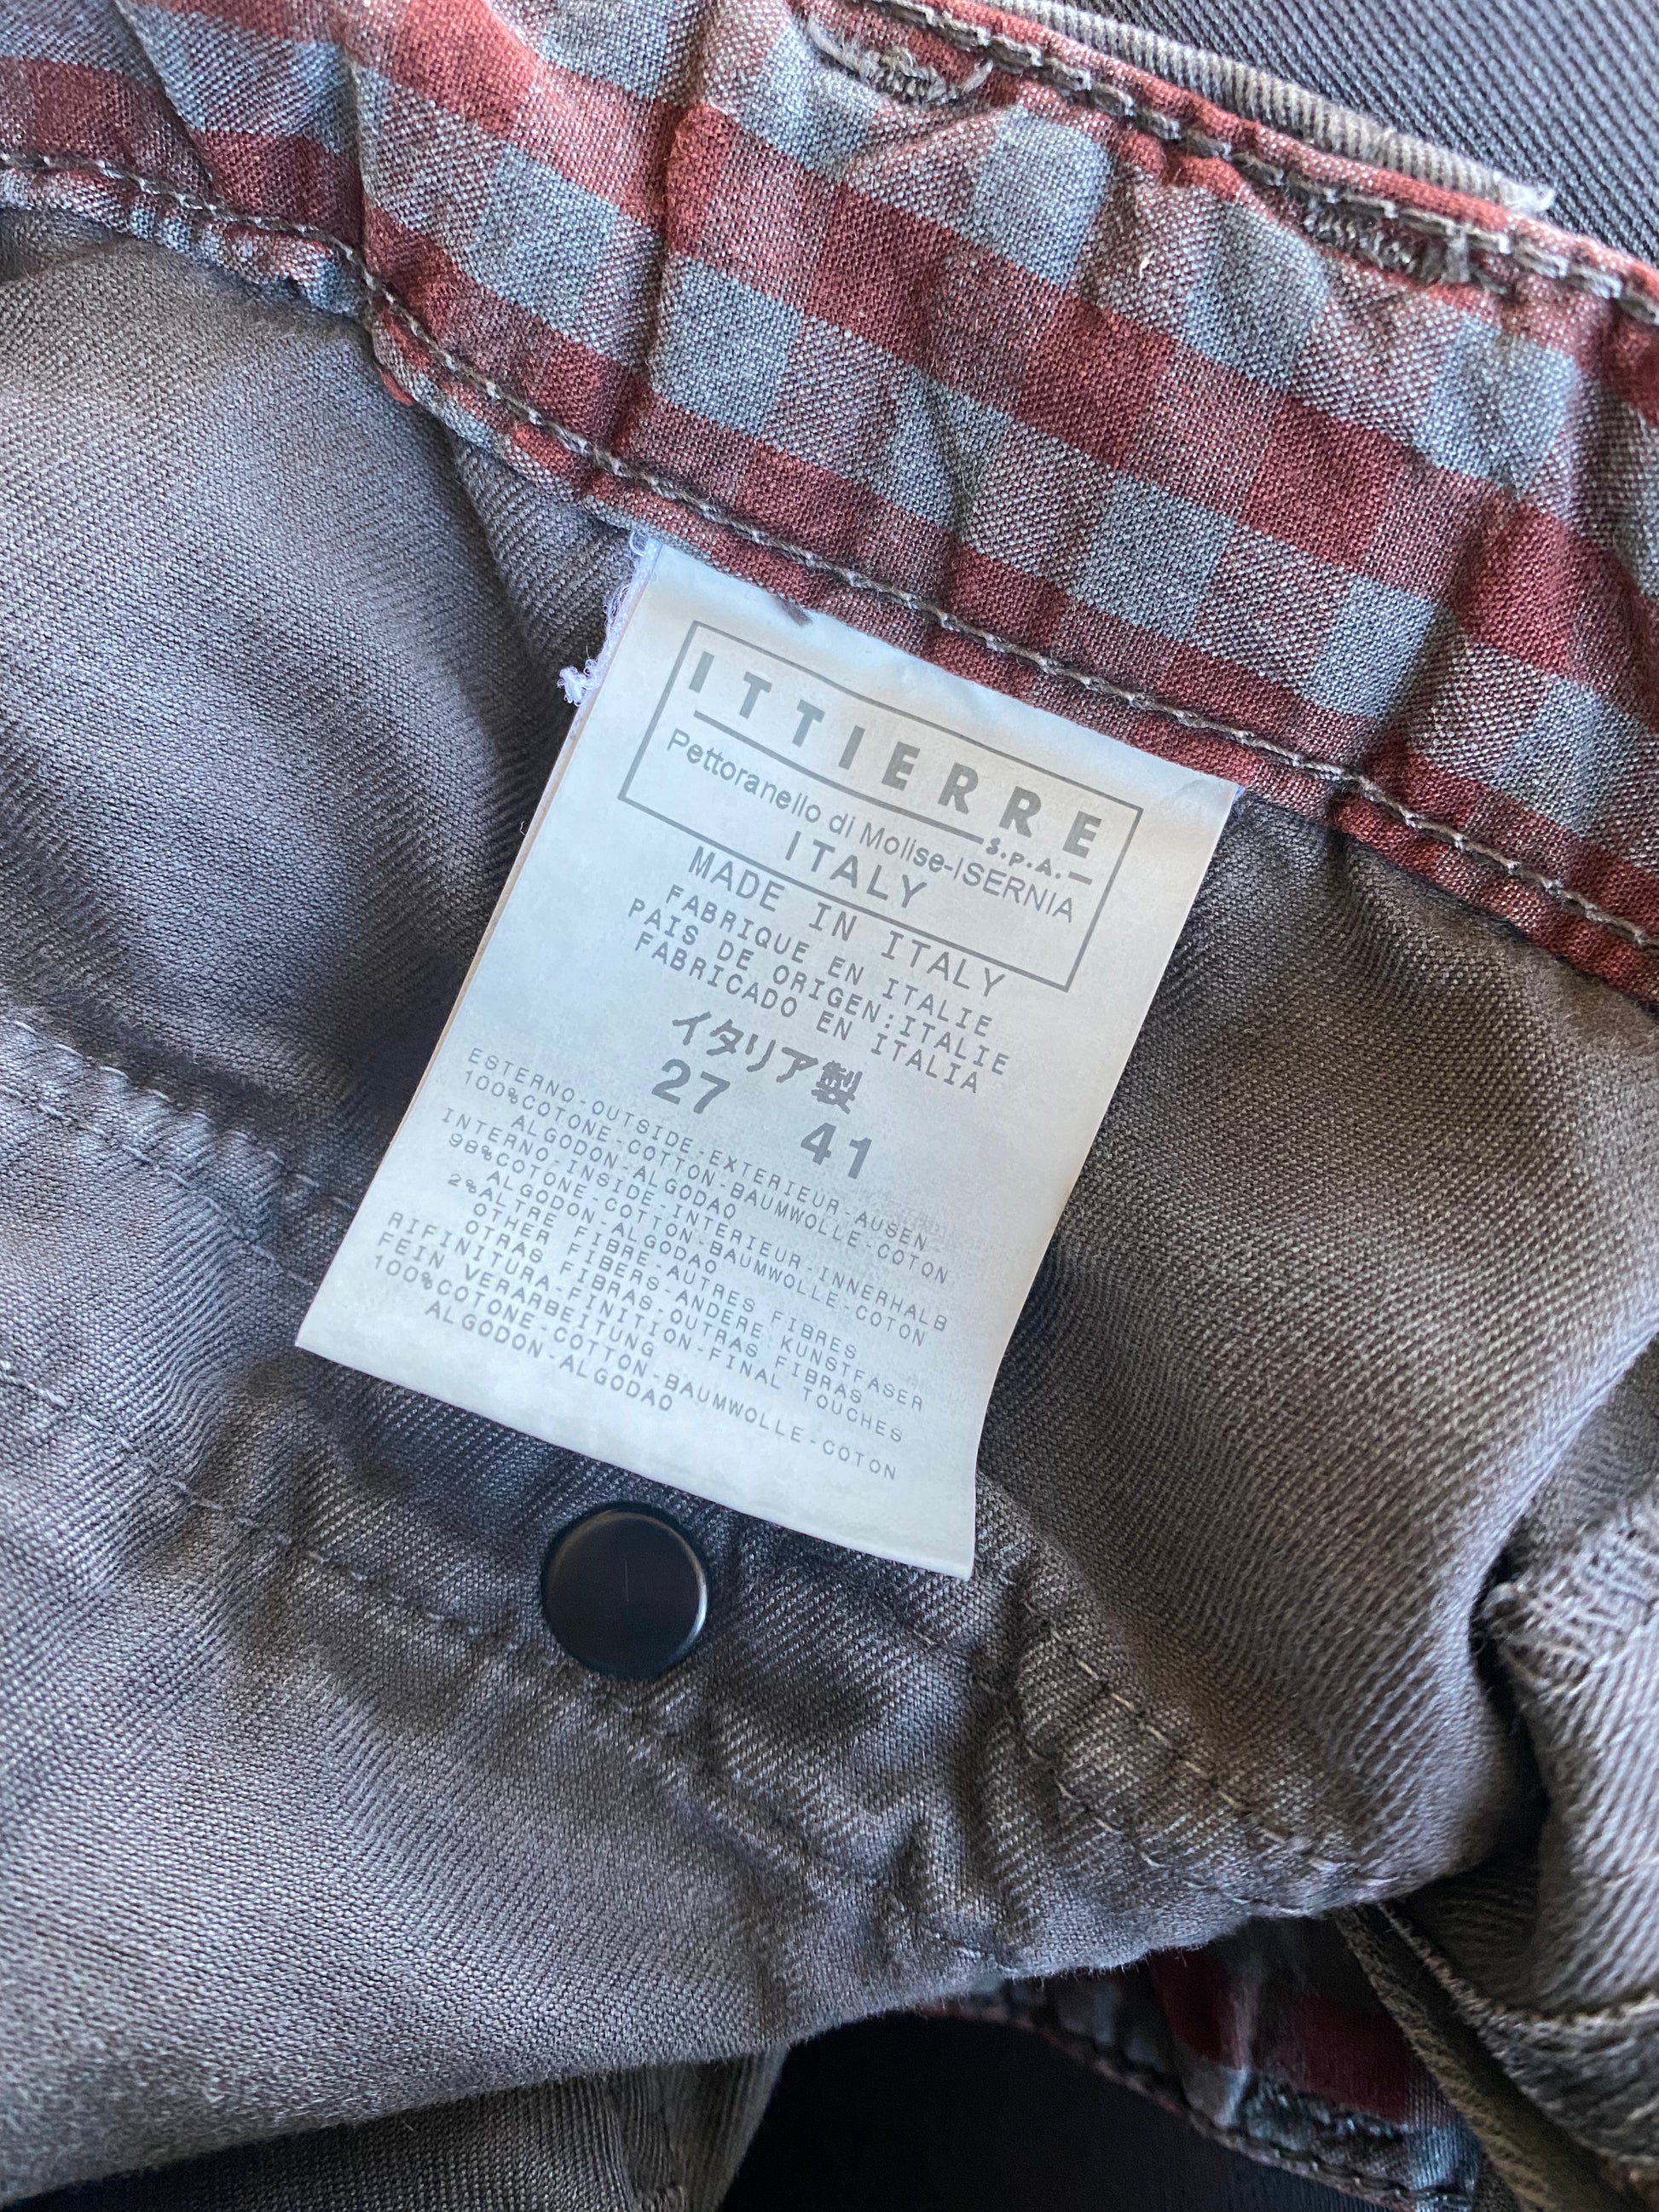 ITTIERRE
S.P.A.
Pettoranello di Molise-ISERNIA
ITALY
MADE IN ITALY
FABRIQUE EN ITALIE
PAIS DE ORIGEN:ITALIE
FABRICADO EN ITALIA
イタリア製
27 41
ESTERNO-OUTSIDE-EXTERIEUR-AUSEN
100%COTONE-COTTON-BAUMWOLLE-COTON
ALGODON-ALGODAO
INTERNO-INSIDE-INTERIEUR-INNERHALB
98%COTONE-COTTON-BAUMWOLLE-COTON
ALGODON-ALGODAO
2%ALTRE FIBRE-AUTRES FIBRES
OTHER FIBERS-ANDERE KUNSTFASER
OTRAS FIBRAS-OUTRAS FIBRAS
RIFINITURA-FINITION-FINAL TOUCHES
FEIN VERARBEITUNG
100%COTONE-COTTON-BAUMWOLLE-COTON
ALGODON-ALGODAO